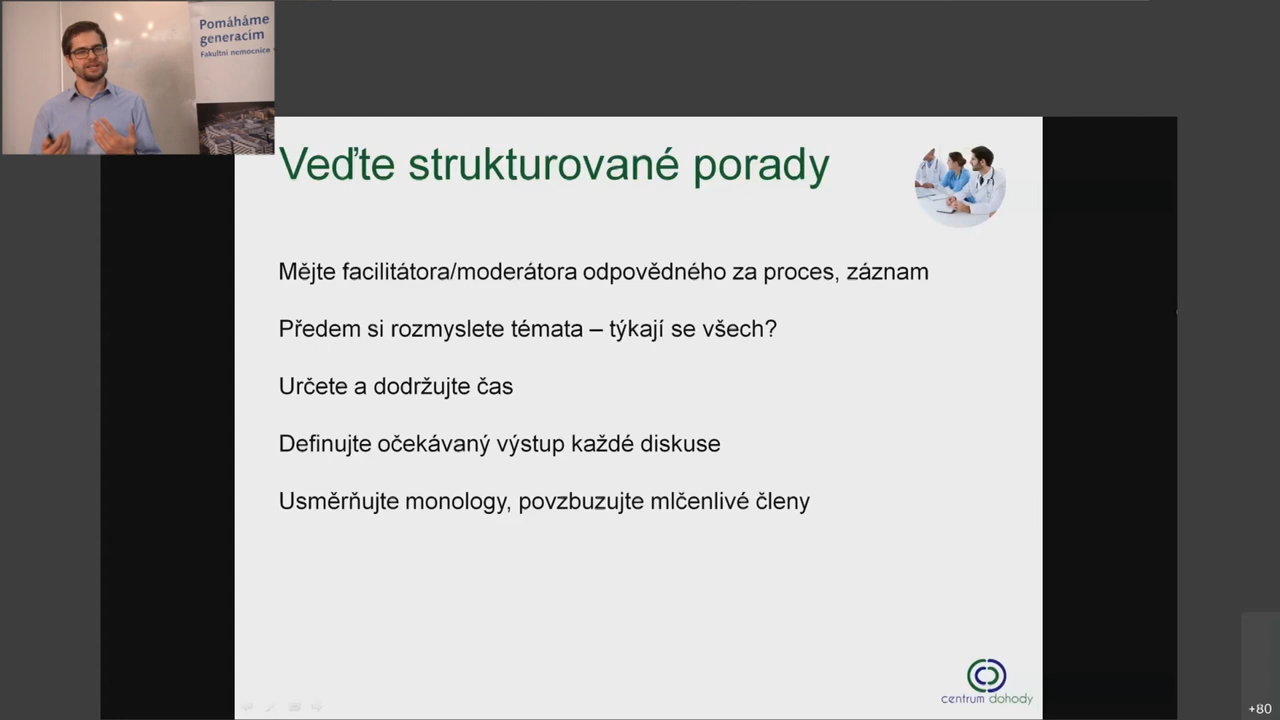 Pomáháme
generacím
Fakultní nemocnice
Veďte strukturované porady
Mějte facilitátora/moderátora odpovědného za proces, záznam
Předem si rozmyslete témata – týkají se všech?
Určete a dodržujte čas
Definujte očekávaný výstup každé diskuse
Usměrňujte monology, povzbuzujte mlčenlivé členy
centrum dohody
+80